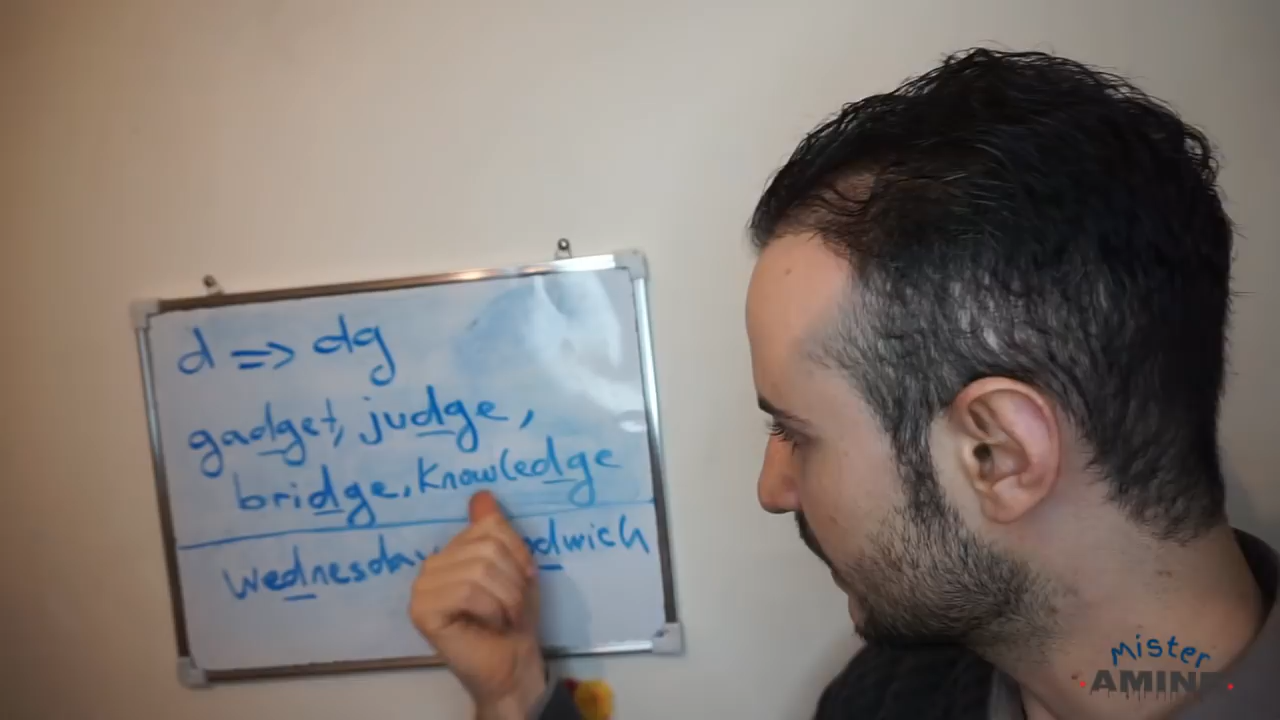 d => dg
gadget, judge,
bridge, knowledge
wednesday
Mister
AMINE